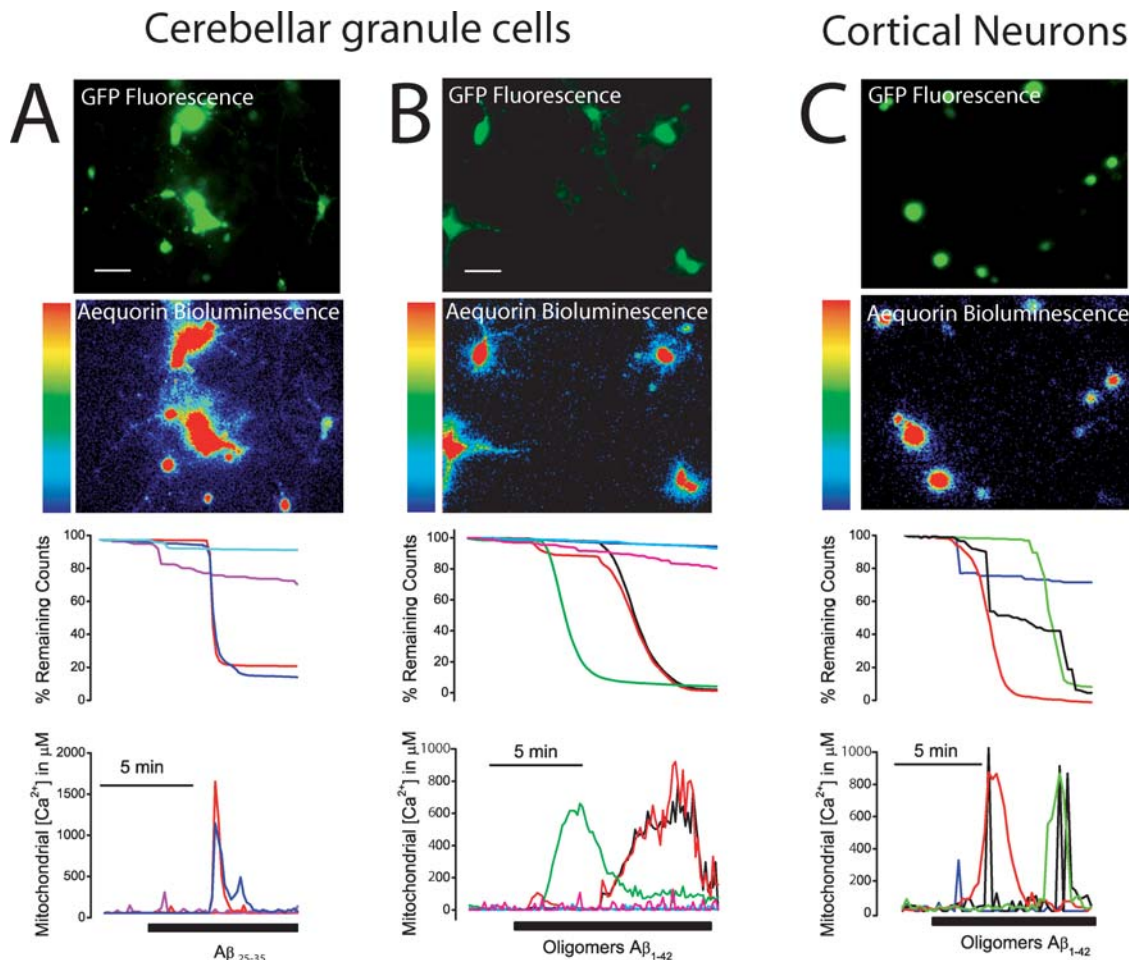 Cerebellar granule cells
Cortical Neurons
A
GFP Fluorescence
B
GFP Fluorescence
C
GFP Fluorescence
Aequorin Bioluminescence
Aequorin Bioluminescence
Aequorin Bioluminescence
% Remaining Counts
100
80
60
40
20
0
% Remaining Counts
100
80
60
40
20
0
% Remaining Counts
100
80
60
40
20
0
Mitochondrial [Ca²⁺] in µM
2000
1500
1000
500
0
5 min
Aβ₂₅₋₃₅
Mitochondrial [Ca²⁺] in µM
1000
800
600
400
200
0
5 min
Oligomers Aβ₁₋₄₂
Mitochondrial [Ca²⁺] in µM
1000
800
600
400
200
0
5 min
Oligomers Aβ₁₋₄₂